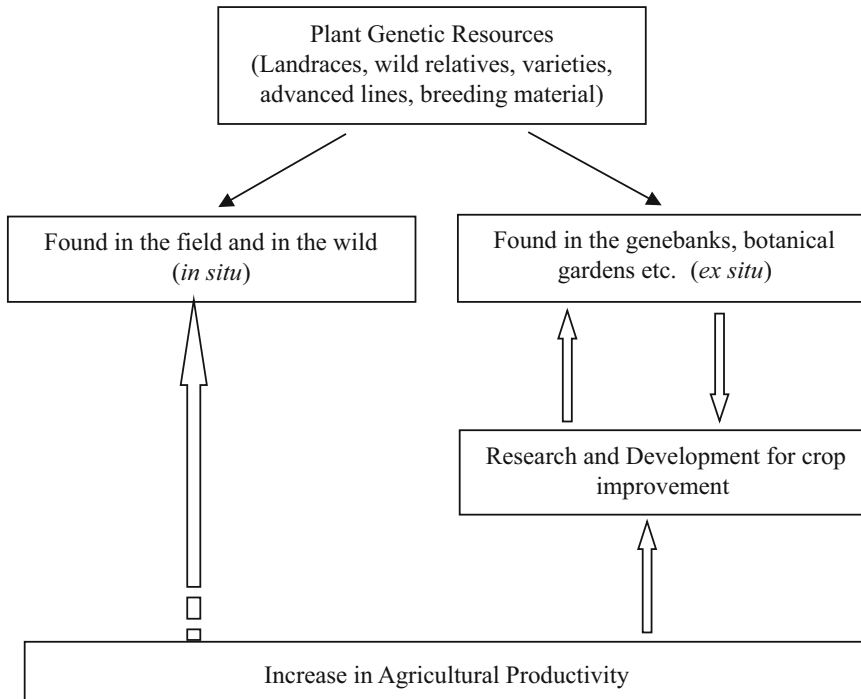 Plant Genetic Resources
(Landraces, wild relatives, varieties,
advanced lines, breeding material)
Found in the field and in the wild
(in situ)
Found in the genebanks, botanical
gardens etc. (ex situ)
Research and Development for crop
improvement
Increase in Agricultural Productivity